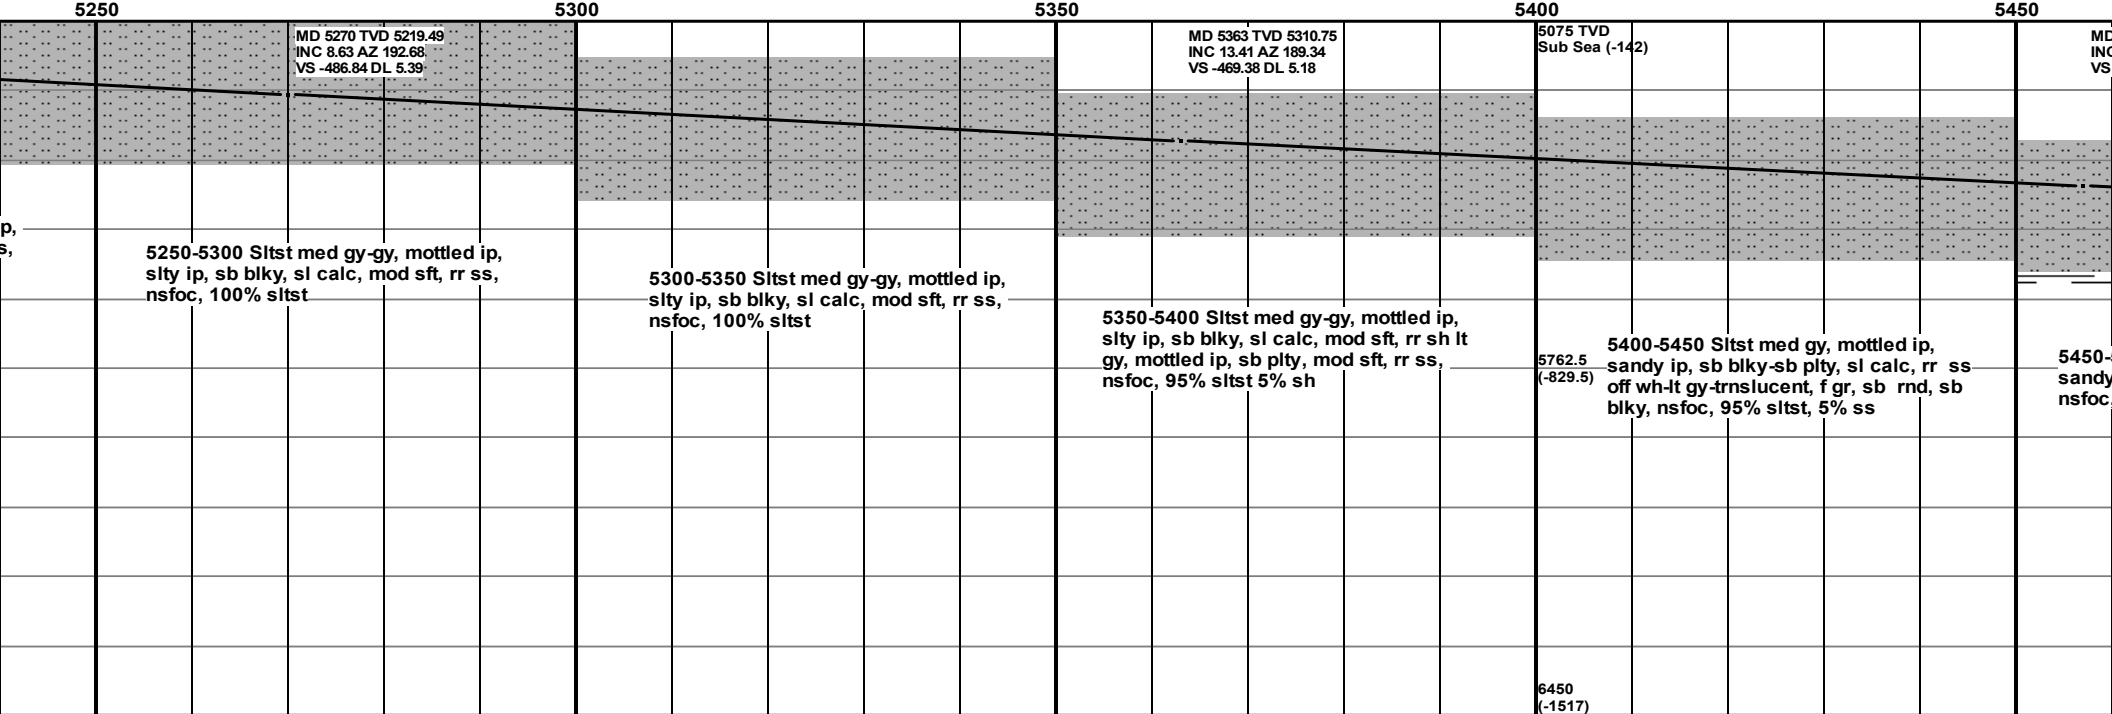 5250 5300 5350 5400 5450
MD 5270 TVD 5219.49
INC 8.63 AZ 192.68
VS -486.84 DL 5.39
MD 5363 TVD 5310.75
INC 13.41 AZ 189.34
VS -469.38 DL 5.18
5075 TVD
Sub Sea (-142)
MD
INC
VS
p,
s,
5250-5300 Sltst med gy-gy, mottled ip,
slty ip, sb blky, sl calc, mod sft, rr ss,
nsfoc, 100% sltst
5300-5350 Sltst med gy-gy, mottled ip,
slty ip, sb blky, sl calc, mod sft, rr ss,
nsfoc, 100% sltst
5350-5400 Sltst med gy-gy, mottled ip,
slty ip, sb blky, sl calc, mod sft, rr sh lt
gy, mottled ip, sb plty, mod sft, rr ss,
nsfoc, 95% sltst 5% sh
5762.5
(-829.5)
5400-5450 Sltst med gy, mottled ip,
sandy ip, sb blky-sb plty, sl calc, rr ss
off wh-lt gy-trnslucent, f gr, sb rnd, sb
blky, nsfoc, 95% sltst, 5% ss
5450-
sandy
nsfoc,
6450
(-1517)